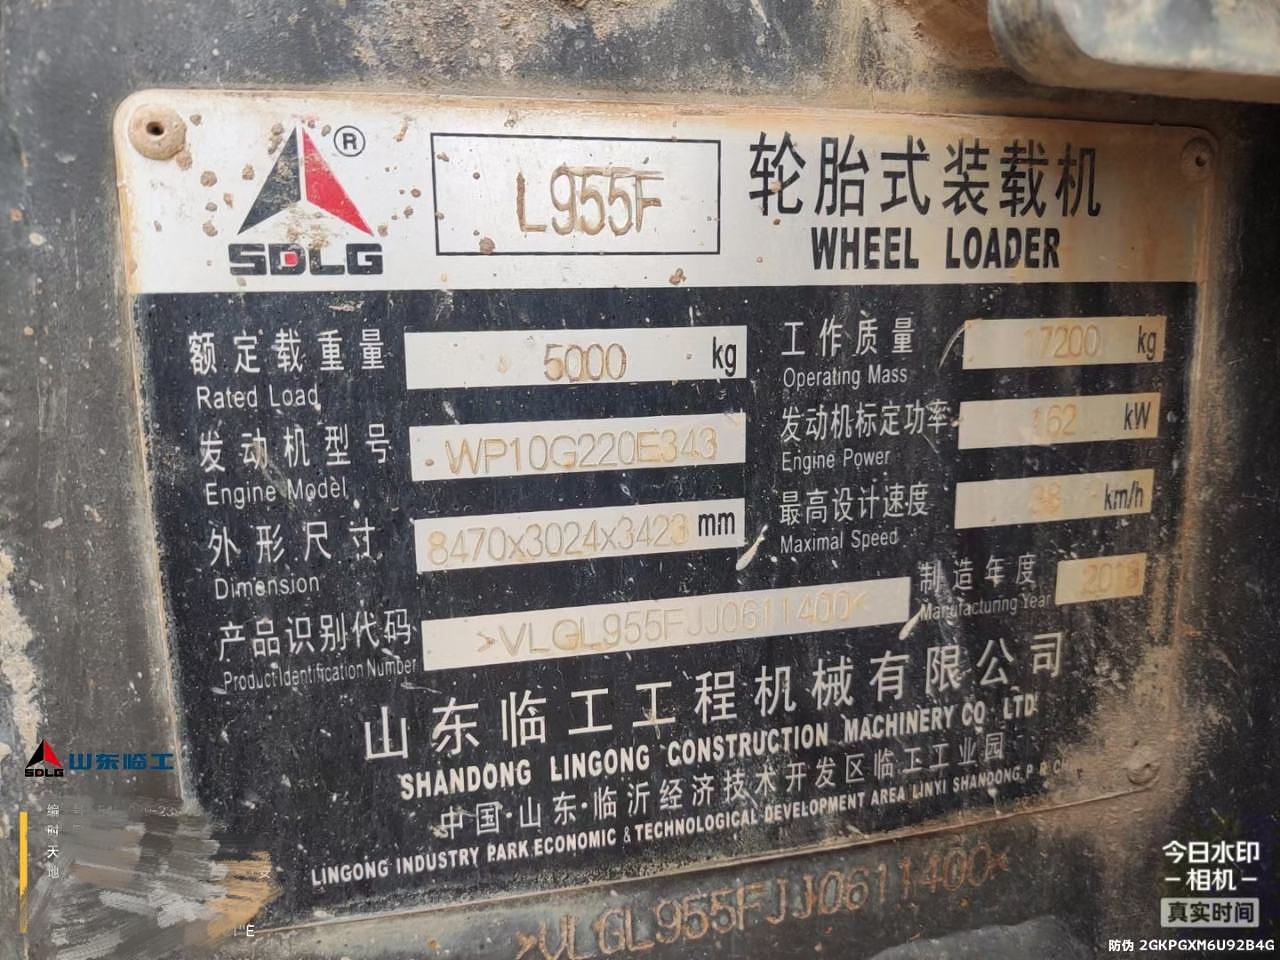 SDLG ®
L955F
轮胎式装载机
WHEEL LOADER
额定载重量 5000 kg
Rated Load
工作质量 17200 kg
Operating Mass
发动机型号 WP10G220E343
Engine Model
发动机标定功率 162 kW
Engine Power
外形尺寸 8470x3024x3423 mm
Dimension
最高设计速度 38 km/h
Maximal Speed
产品识别代码 >VLGL955FJJ0611400<
Product Identification Number
制造年度 2018
Manufacturing Year
山东临工工程机械有限公司
SHANDONG LINGONG CONSTRUCTION MACHINERY CO LTD
中国·山东·临沂经济技术开发区临工工业园
LINGONG INDUSTRY PARK ECONOMIC & TECHNOLOGICAL DEVELOPMENT AREA LINYI SHANDONG P R
>VLGL955FJJ0611400<
SDLG 山东临工
编
时
天
地
今日水印
-相机-
真实时间
防伪 2GKPGXM6U92B4G